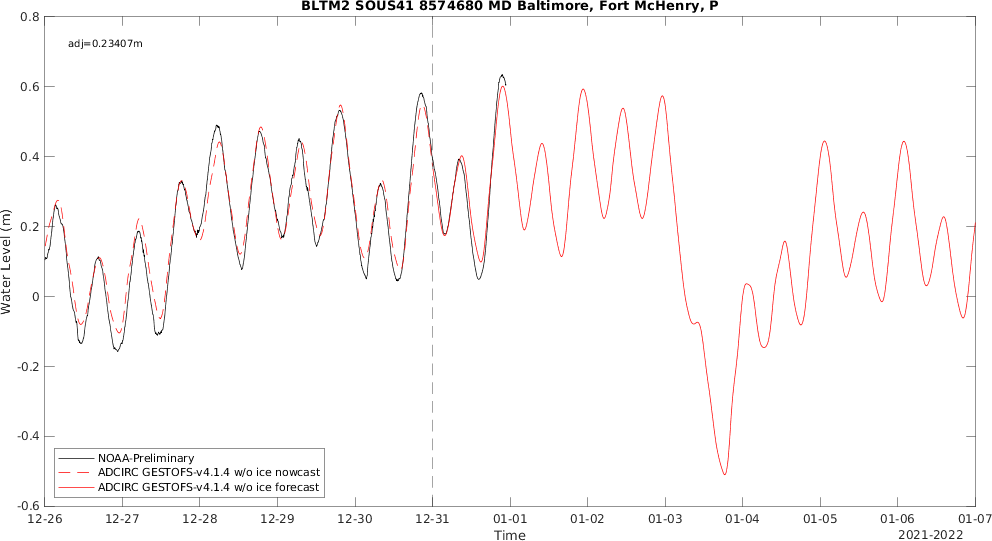 BLTM2 SOUS41 8574680 MD Baltimore, Fort McHenry, P
adj=0.23407m
0.8
0.6
0.4
0.2
0
-0.2
-0.4
-0.6
Water Level (m)
NOAA-Preliminary
ADCIRC GESTOFS-v4.1.4 w/o ice nowcast
ADCIRC GESTOFS-v4.1.4 w/o ice forecast
12-26 12-27 12-28 12-29 12-30 12-31 01-01 01-02 01-03 01-04 01-05 01-06 01-07
Time
2021-2022